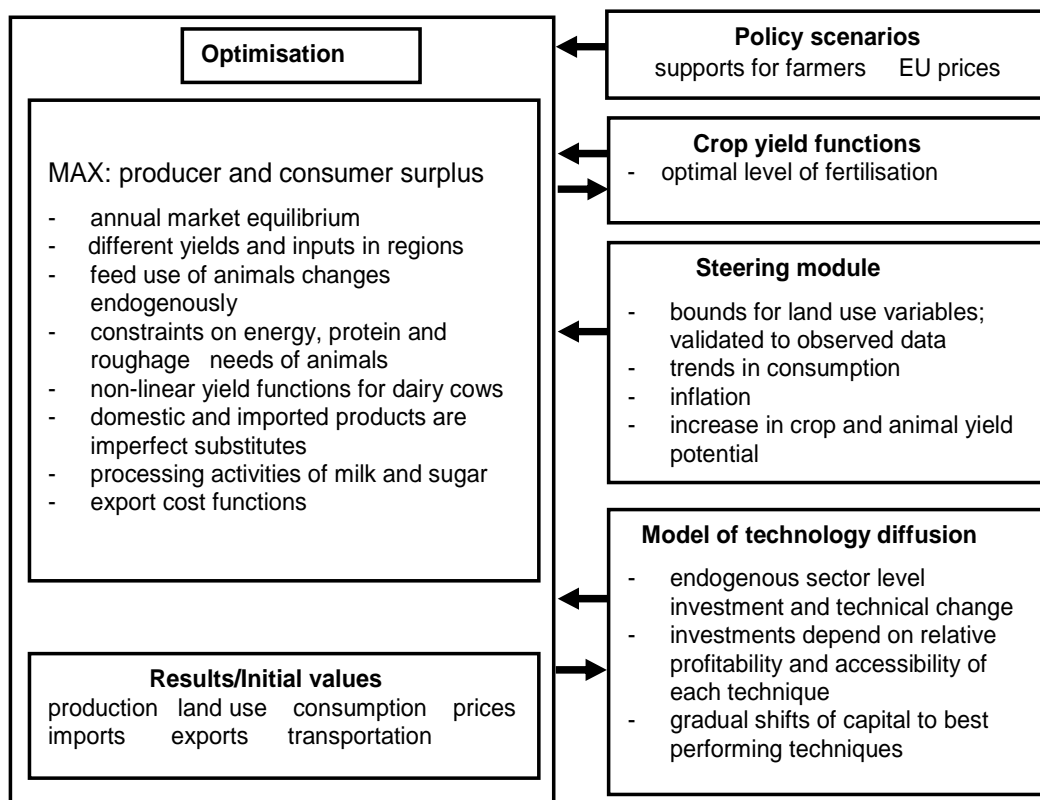 Optimisation
MAX: producer and consumer surplus
- annual market equilibrium
- different yields and inputs in regions
- feed use of animals changes
endogenously
- constraints on energy, protein and
roughage needs of animals
- non-linear yield functions for dairy cows
- domestic and imported products are
imperfect substitutes
- processing activities of milk and sugar
- export cost functions
Results/Initial values
production land use consumption prices
imports exports transportation
Policy scenarios
supports for farmers EU prices
Crop yield functions
- optimal level of fertilisation
Steering module
- bounds for land use variables;
validated to observed data
- trends in consumption
- inflation
- increase in crop and animal yield
potential
Model of technology diffusion
- endogenous sector level
investment and technical change
- investments depend on relative
profitability and accessibility of
each technique
- gradual shifts of capital to best
performing techniques